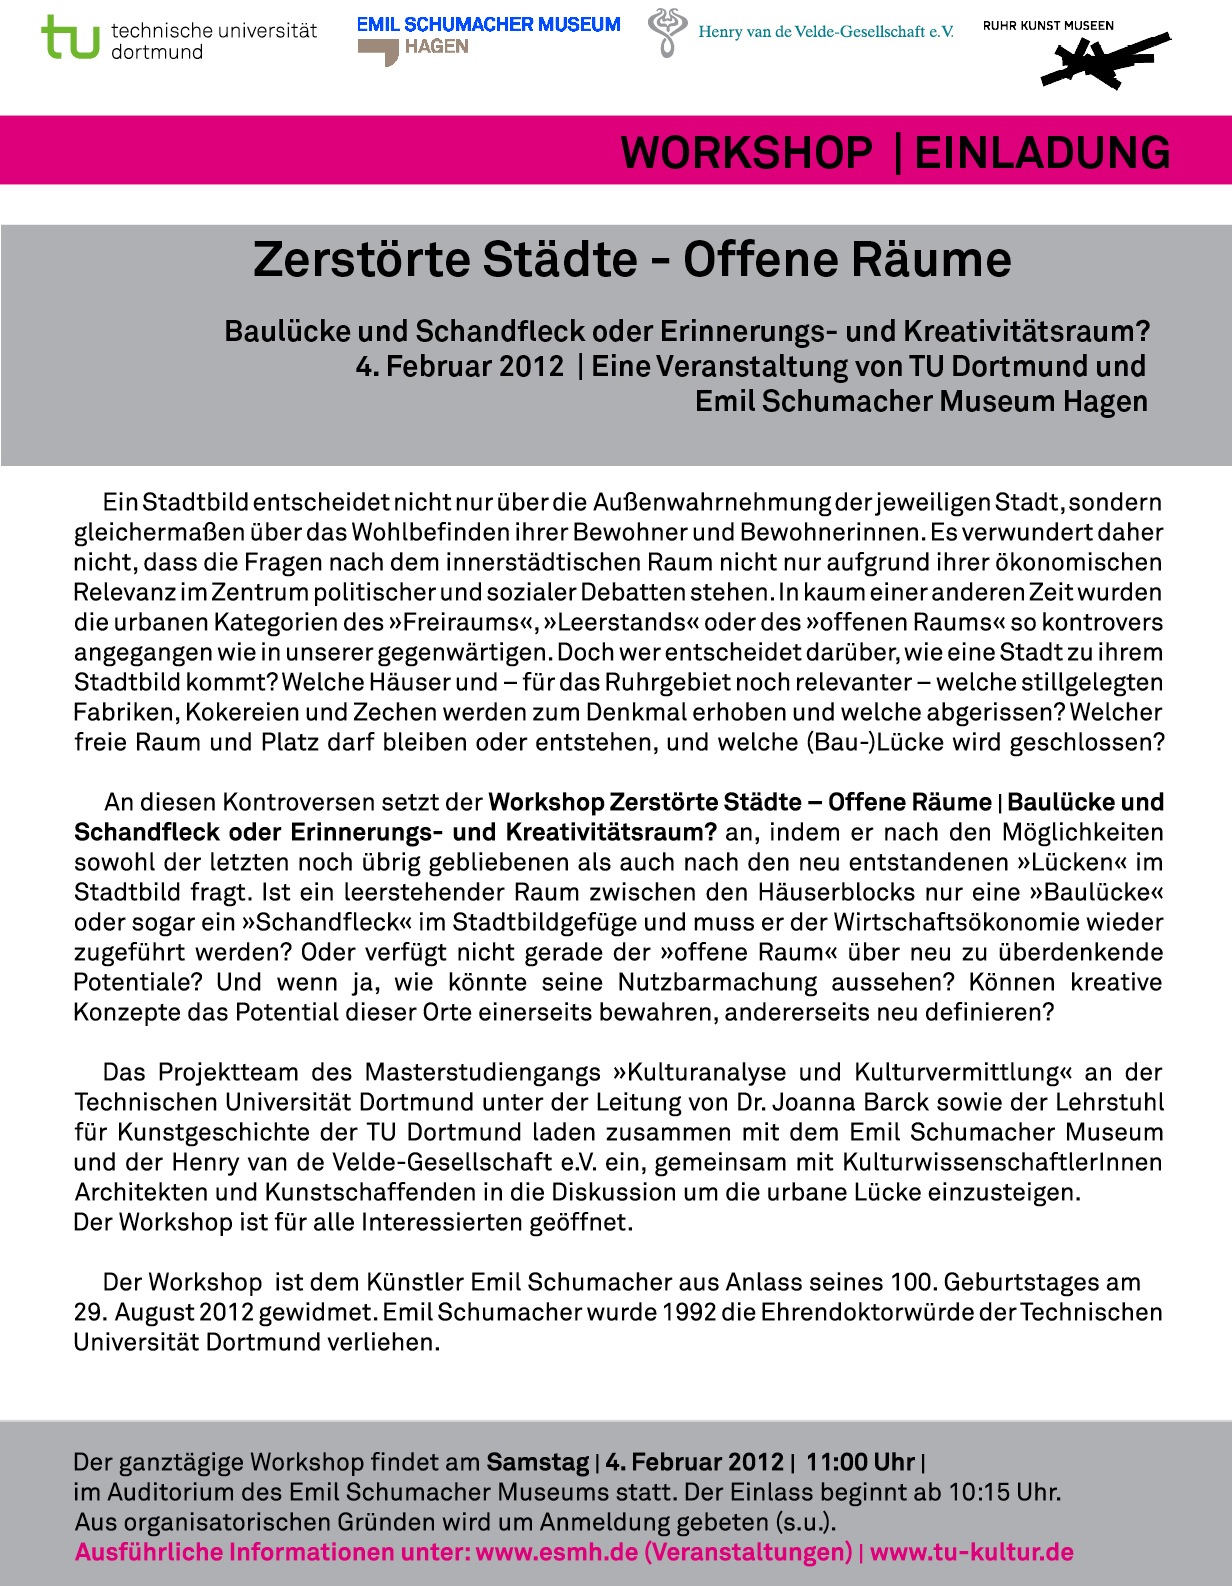 tu technische universität
dortmund
EMIL SCHUMACHER MUSEUM
HAGEN
Henry van de Velde-Gesellschaft e.V.
RUHR KUNST MUSEEN
WORKSHOP | EINLADUNG
Zerstörte Städte - Offene Räume
Baulücke und Schandfleck oder Erinnerungs- und Kreativitätsraum?
4. Februar 2012 | Eine Veranstaltung von TU Dortmund und
Emil Schumacher Museum Hagen
Ein Stadtbild entscheidet nicht nur über die Außenwahrnehmung der jeweiligen Stadt, sondern
gleichermaßen über das Wohlbefinden ihrer Bewohner und Bewohnerinnen. Es verwundert daher
nicht, dass die Fragen nach dem innerstädtischen Raum nicht nur aufgrund ihrer ökonomischen
Relevanz im Zentrum politischer und sozialer Debatten stehen. In kaum einer anderen Zeit wurden
die urbanen Kategorien des »Freiraums«, »Leerstands« oder des »offenen Raums« so kontrovers
angegangen wie in unserer gegenwärtigen. Doch wer entscheidet darüber, wie eine Stadt zu ihrem
Stadtbild kommt? Welche Häuser und – für das Ruhrgebiet noch relevanter – welche stillgelegten
Fabriken, Kokereien und Zechen werden zum Denkmal erhoben und welche abgerissen? Welcher
freie Raum und Platz darf bleiben oder entstehen, und welche (Bau-)Lücke wird geschlossen?
An diesen Kontroversen setzt der Workshop Zerstörte Städte – Offene Räume | Baulücke und
Schandfleck oder Erinnerungs- und Kreativitätsraum? an, indem er nach den Möglichkeiten
sowohl der letzten noch übrig gebliebenen als auch nach den neu entstandenen »Lücken« im
Stadtbild fragt. Ist ein leerstehender Raum zwischen den Häuserblocks nur eine »Baulücke«
oder sogar ein »Schandfleck« im Stadtbildgefüge und muss er der Wirtschaftsökonomie wieder
zugeführt werden? Oder verfügt nicht gerade der »offene Raum« über neu zu überdenkende
Potentiale? Und wenn ja, wie könnte seine Nutzbarmachung aussehen? Können kreative
Konzepte das Potential dieser Orte einerseits bewahren, andererseits neu definieren?
Das Projektteam des Masterstudiengangs »Kulturanalyse und Kulturvermittlung« an der
Technischen Universität Dortmund unter der Leitung von Dr. Joanna Barck sowie der Lehrstuhl
für Kunstgeschichte der TU Dortmund laden zusammen mit dem Emil Schumacher Museum
und der Henry van de Velde-Gesellschaft e.V. ein, gemeinsam mit KulturwissenschaftlerInnen
Architekten und Kunstschaffenden in die Diskussion um die urbane Lücke einzusteigen.
Der Workshop ist für alle Interessierten geöffnet.
Der Workshop ist dem Künstler Emil Schumacher aus Anlass seines 100. Geburtstages am
29. August 2012 gewidmet. Emil Schumacher wurde 1992 die Ehrendoktorwürde der Technischen
Universität Dortmund verliehen.
Der ganztägige Workshop findet am Samstag | 4. Februar 2012 | 11:00 Uhr |
im Auditorium des Emil Schumacher Museums statt. Der Einlass beginnt ab 10:15 Uhr.
Aus organisatorischen Gründen wird um Anmeldung gebeten (s.u.).
Ausführliche Informationen unter: www.esmh.de (Veranstaltungen) | www.tu-kultur.de